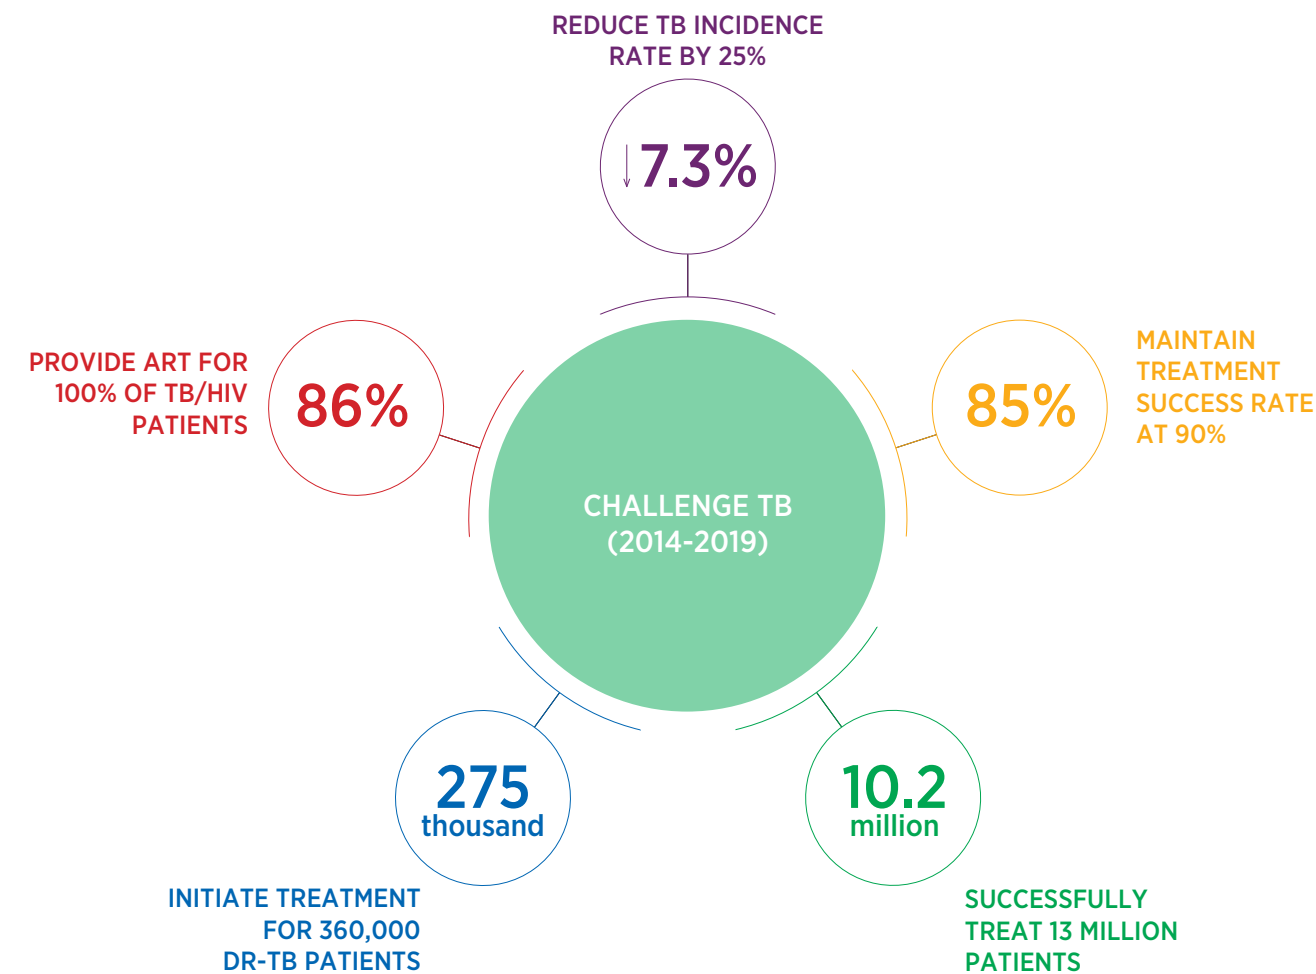 REDUCE TB INCIDENCE
RATE BY 25%
↓7.3%
PROVIDE ART FOR
100% OF TB/HIV
PATIENTS
86%
MAINTAIN
TREATMENT
SUCCESS RATE
AT 90%
85%
CHALLENGE TB
(2014-2019)
275
thousand
INITIATE TREATMENT
FOR 360,000
DR-TB PATIENTS
10.2
million
SUCCESSFULLY
TREAT 13 MILLION
PATIENTS